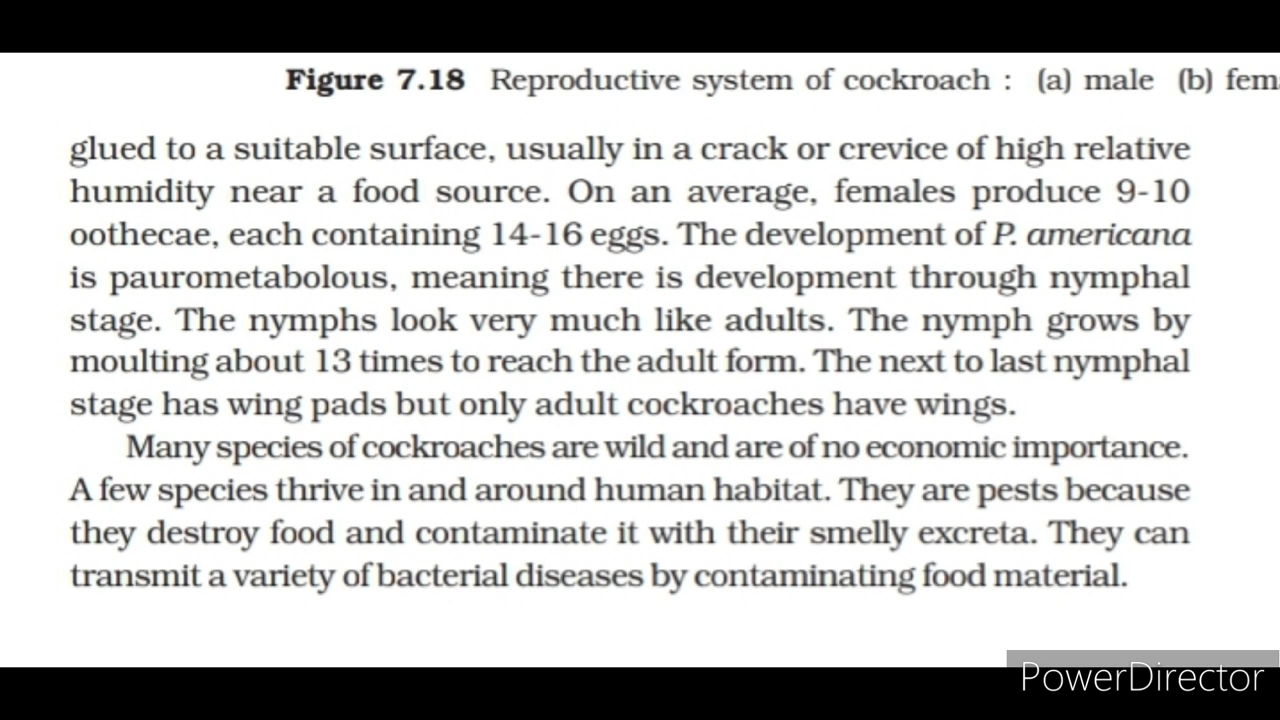 Figure 7.18 Reproductive system of cockroach : (a) male (b) fem
glued to a suitable surface, usually in a crack or crevice of high relative
humidity near a food source. On an average, females produce 9-10
oothecae, each containing 14-16 eggs. The development of P. americana
is paurometabolous, meaning there is development through nymphal
stage. The nymphs look very much like adults. The nymph grows by
moulting about 13 times to reach the adult form. The next to last nymphal
stage has wing pads but only adult cockroaches have wings.
Many species of cockroaches are wild and are of no economic importance.
A few species thrive in and around human habitat. They are pests because
they destroy food and contaminate it with their smelly excreta. They can
transmit a variety of bacterial diseases by contaminating food material.
PowerDirector